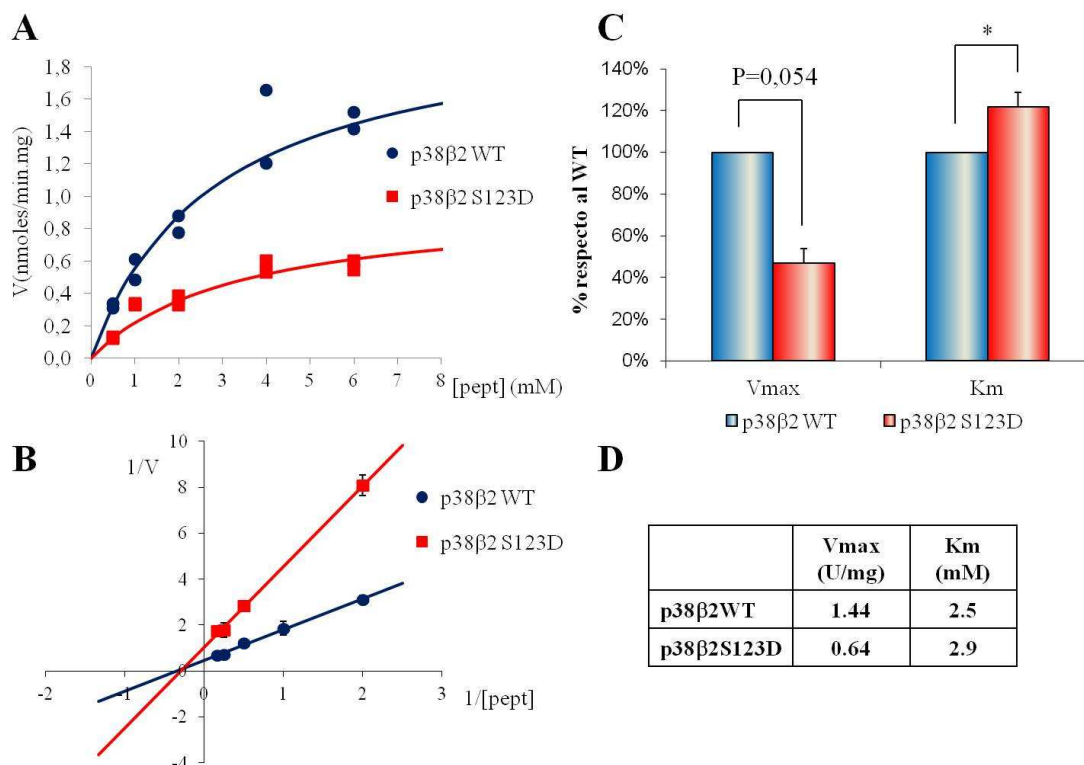 A
1,8
1,6
1,4
1,2
1,0
0,8
0,6
0,4
0,2
0,0
V(nmoles/min.mg)
0 1 2 3 4 5 6 7 8
[pept] (mM)
p38β2 WT
p38β2 S123D
B
1/V
10
8
6
4
2
0
-2
-4
-2 -1 0 1 2 3
1/[pept]
p38β2 WT
p38β2 S123D
C
140%
120%
100%
80%
60%
40%
20%
0%
% respecto al WT
P=0,054
*
Vmax Km
p38β2 WT p38β2 S123D
D
Vmax Km
(U/mg) (mM)
p38β2WT 1.44 2.5
p38β2S123D 0.64 2.9